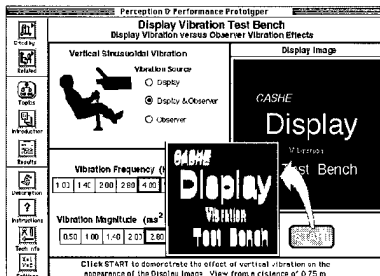 Perception & Performance Prototyper
Display Vibration Test Bench
Display Vibration versus Observer Vibration Effects
Vertical Sinusoidal Vibration
Vibration Source
Display
Display & Observer
Observer
Display Image
CASHE
Display
Vibration
Test Bench
CASHE
Display
Vibration
Test Bench
Related
Topics
Introduction
Results
Description
Instructions
Tech Info
Vibration Frequency
1.00 1.40 2.00 2.80 4.00
Vibration Magnitude (ms²
0.50 1.00 1.40 2.00 2.80
Click START to demonstrate the effect of vertical vibration on the
appearance of the Display Image. View from a distance of 0.75 m